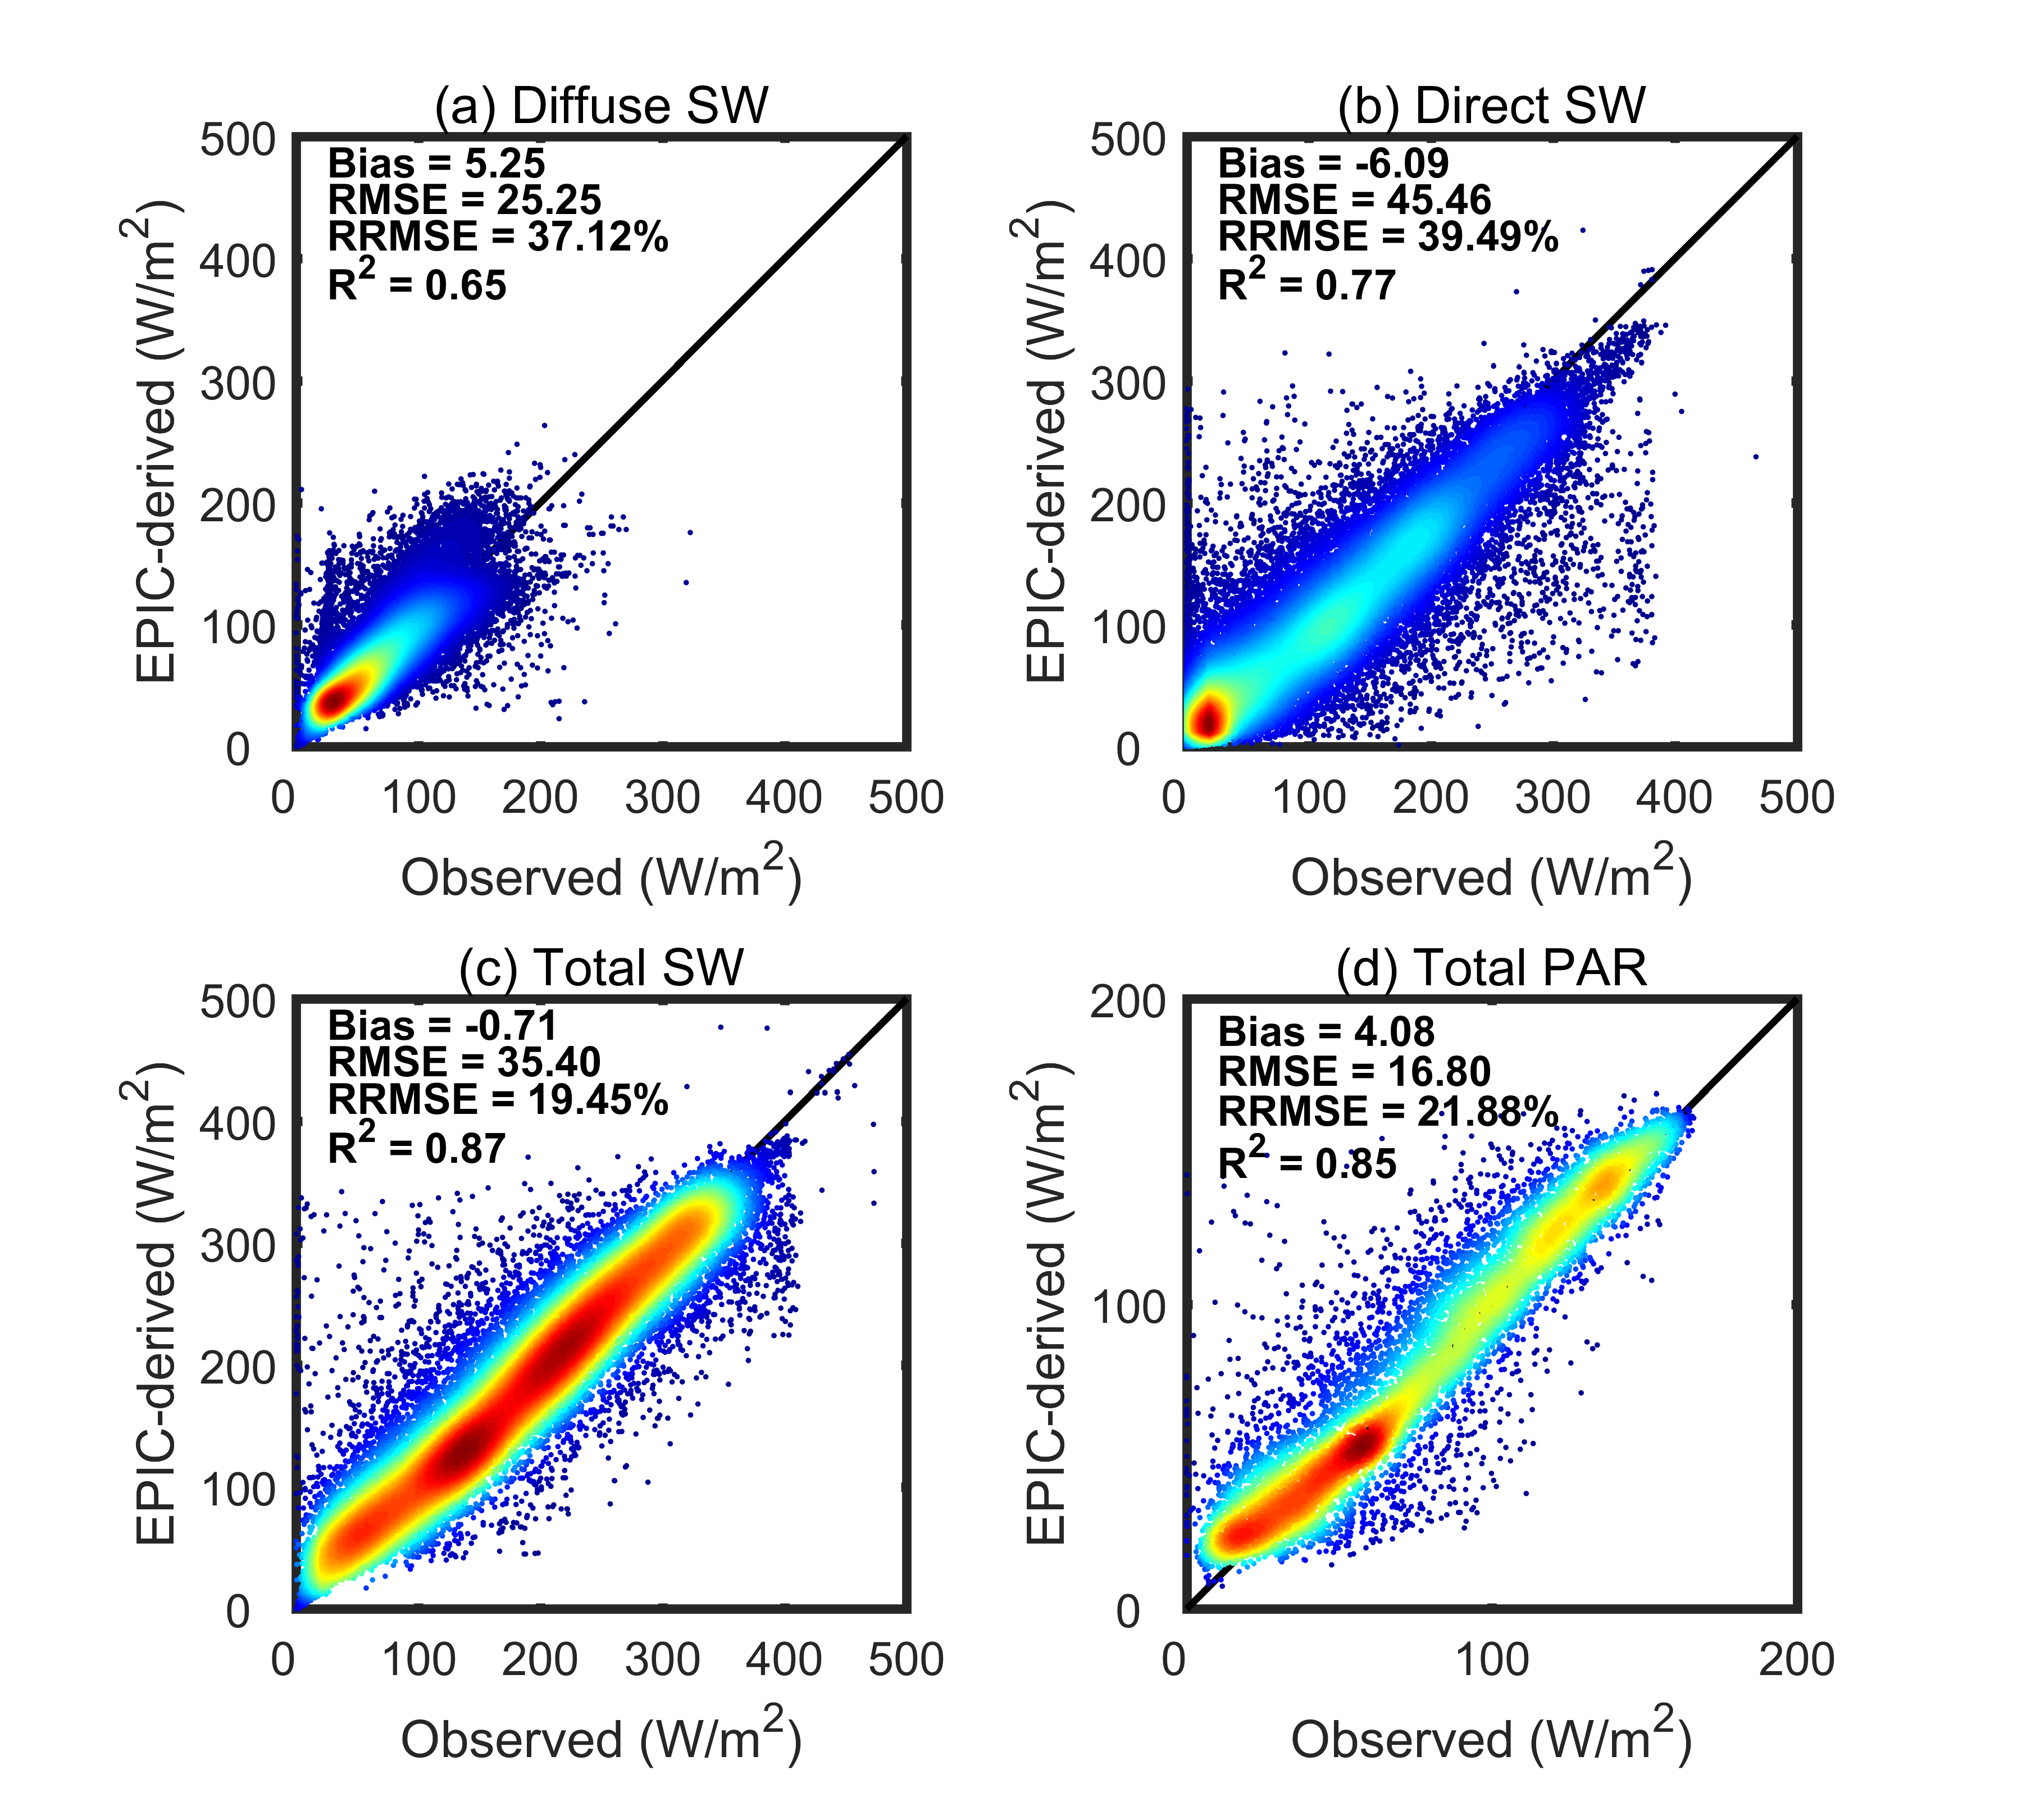 (a) Diffuse SW
500
400
300
200
100
0
EPIC-derived (W/m²)
Bias = 5.25
RMSE = 25.25
RRMSE = 37.12%
R² = 0.65
0 100 200 300 400 500
Observed (W/m²)
(b) Direct SW
500
400
300
200
100
0
EPIC-derived (W/m²)
Bias = -6.09
RMSE = 45.46
RRMSE = 39.49%
R² = 0.77
0 100 200 300 400 500
Observed (W/m²)
(c) Total SW
500
400
300
200
100
0
EPIC-derived (W/m²)
Bias = -0.71
RMSE = 35.40
RRMSE = 19.45%
R² = 0.87
0 100 200 300 400 500
Observed (W/m²)
(d) Total PAR
200
100
0
EPIC-derived (W/m²)
Bias = 4.08
RMSE = 16.80
RRMSE = 21.88%
R² = 0.85
0 100 200
Observed (W/m²)